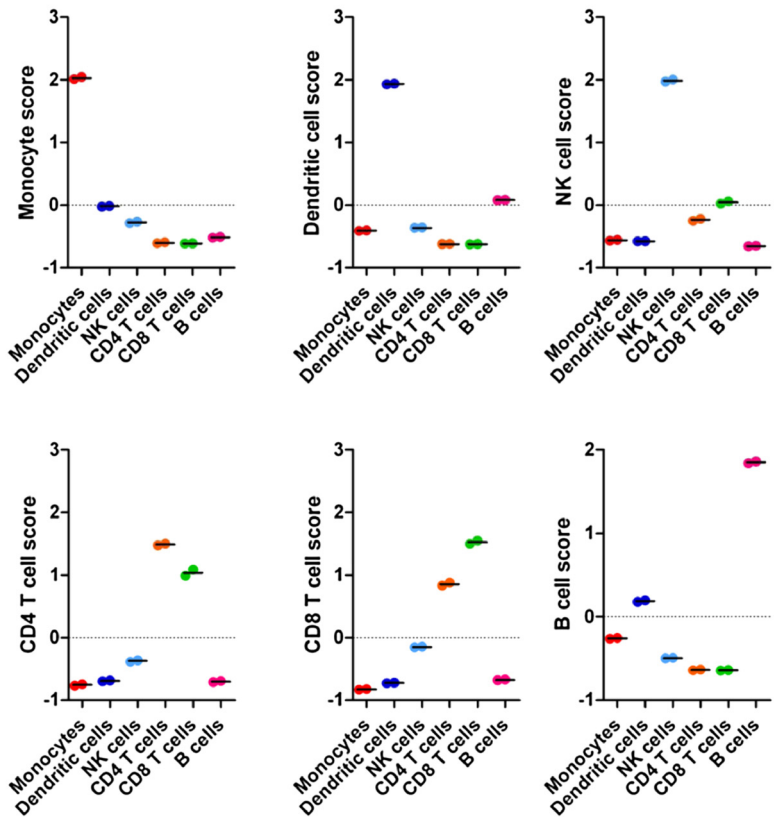 3
2
1
0
-1
Monocyte score
Monocytes
Dendritic cells
NK cells
CD4 T cells
CD8 T cells
B cells
3
2
1
0
-1
Dendritic cell score
Monocytes
Dendritic cells
NK cells
CD4 T cells
CD8 T cells
B cells
3
2
1
0
-1
NK cell score
Monocytes
Dendritic cells
NK cells
CD4 T cells
CD8 T cells
B cells
3
2
1
0
-1
CD4 T cell score
Monocytes
Dendritic cells
NK cells
CD4 T cells
CD8 T cells
B cells
3
2
1
0
-1
CD8 T cell score
Monocytes
Dendritic cells
NK cells
CD4 T cells
CD8 T cells
B cells
2
1
0
-1
B cell score
Monocytes
Dendritic cells
NK cells
CD4 T cells
CD8 T cells
B cells